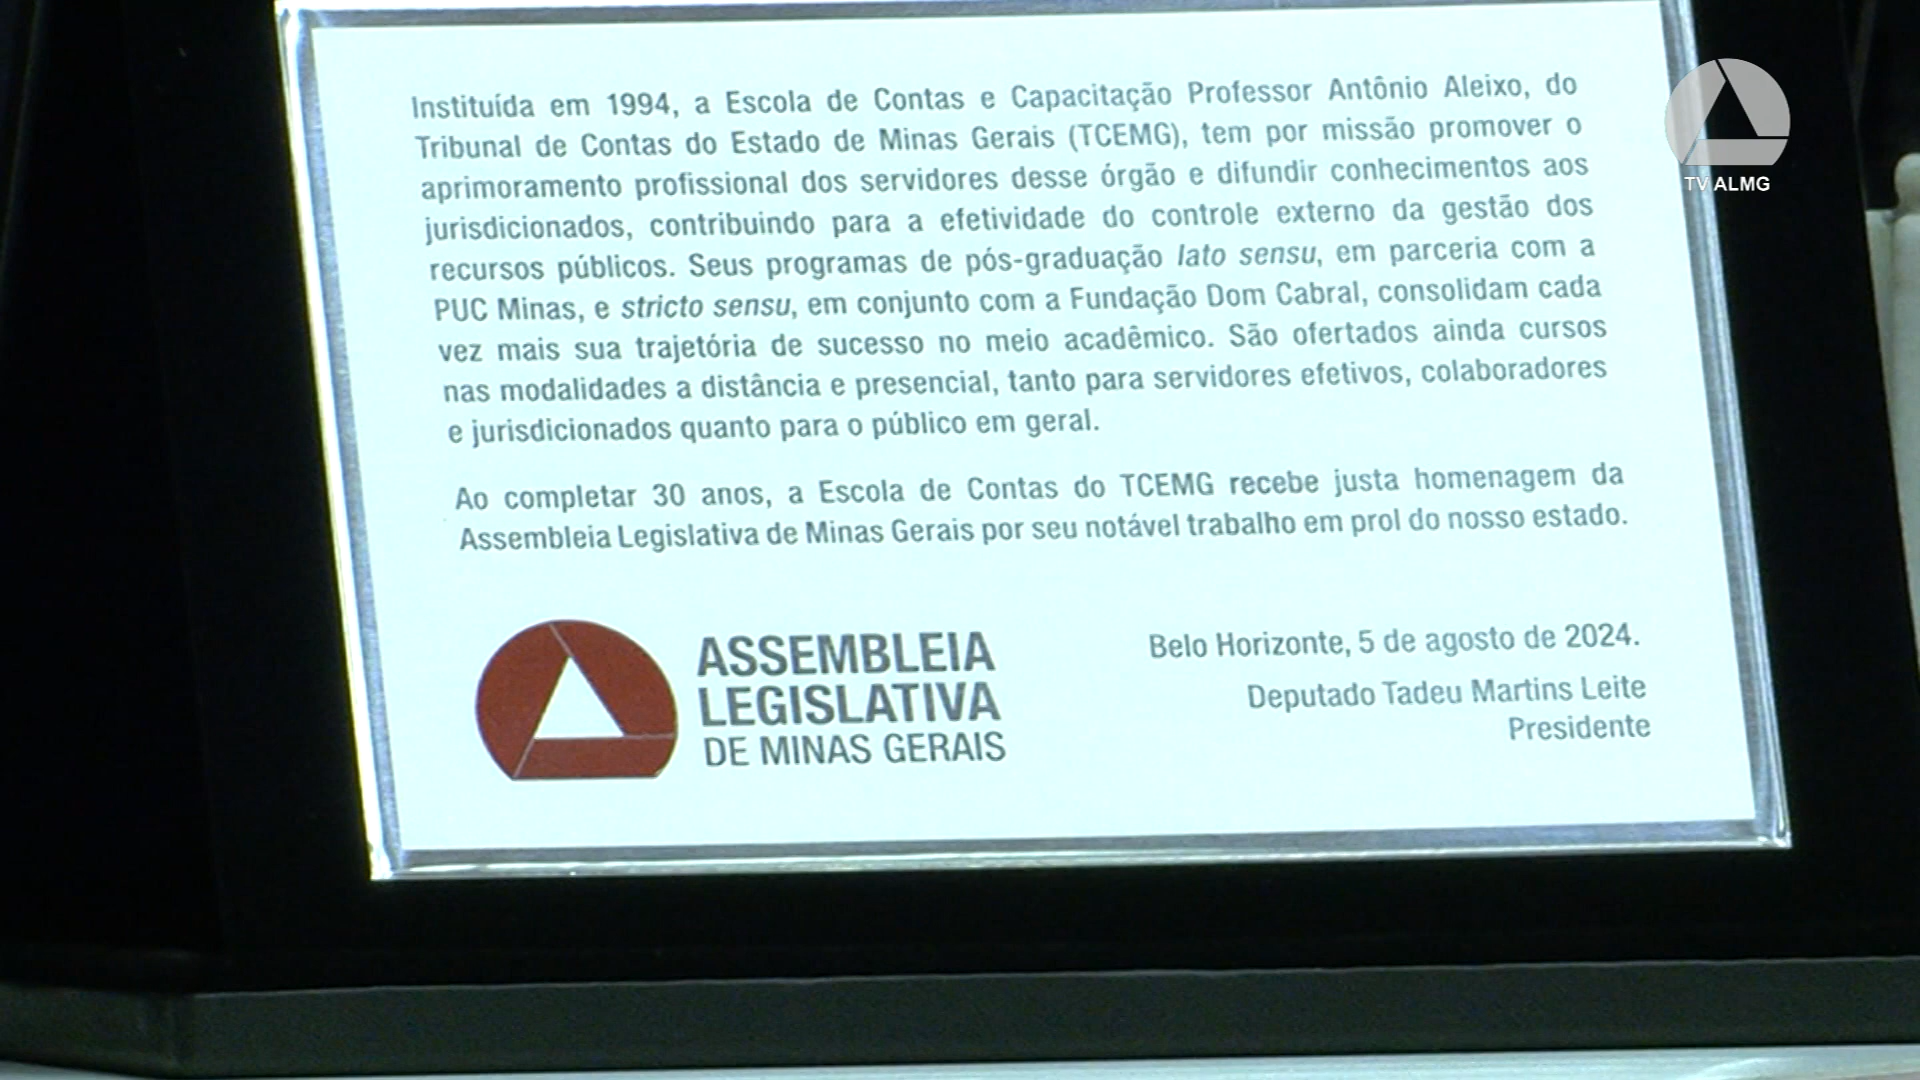 Instituída em 1994, a Escola de Contas e Capacitação Professor Antônio Aleixo, do
Tribunal de Contas do Estado de Minas Gerais (TCEMG), tem por missão promover o
aprimoramento profissional dos servidores desse órgão e difundir conhecimentos aos
jurisdicionados, contribuindo para a efetividade do controle externo da gestão dos
recursos públicos. Seus programas de pós-graduação lato sensu, em parceria com a
PUC Minas, e stricto sensu, em conjunto com a Fundação Dom Cabral, consolidam cada
vez mais sua trajetória de sucesso no meio acadêmico. São ofertados ainda cursos
nas modalidades a distância e presencial, tanto para servidores efetivos, colaboradores
e jurisdicionados quanto para o público em geral.
Ao completar 30 anos, a Escola de Contas do TCEMG recebe justa homenagem da
Assembleia Legislativa de Minas Gerais por seu notável trabalho em prol do nosso estado.
ASSEMBLEIA
LEGISLATIVA
DE MINAS GERAIS
Belo Horizonte, 5 de agosto de 2024.
Deputado Tadeu Martins Leite
Presidente
TV ALMG